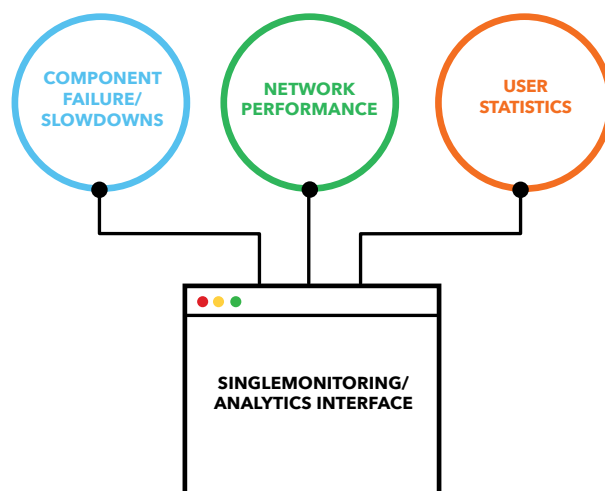 COMPONENT
FAILURE/
SLOWDOWNS
NETWORK
PERFORMANCE
USER
STATISTICS
SINGLEMONITORING/
ANALYTICS INTERFACE